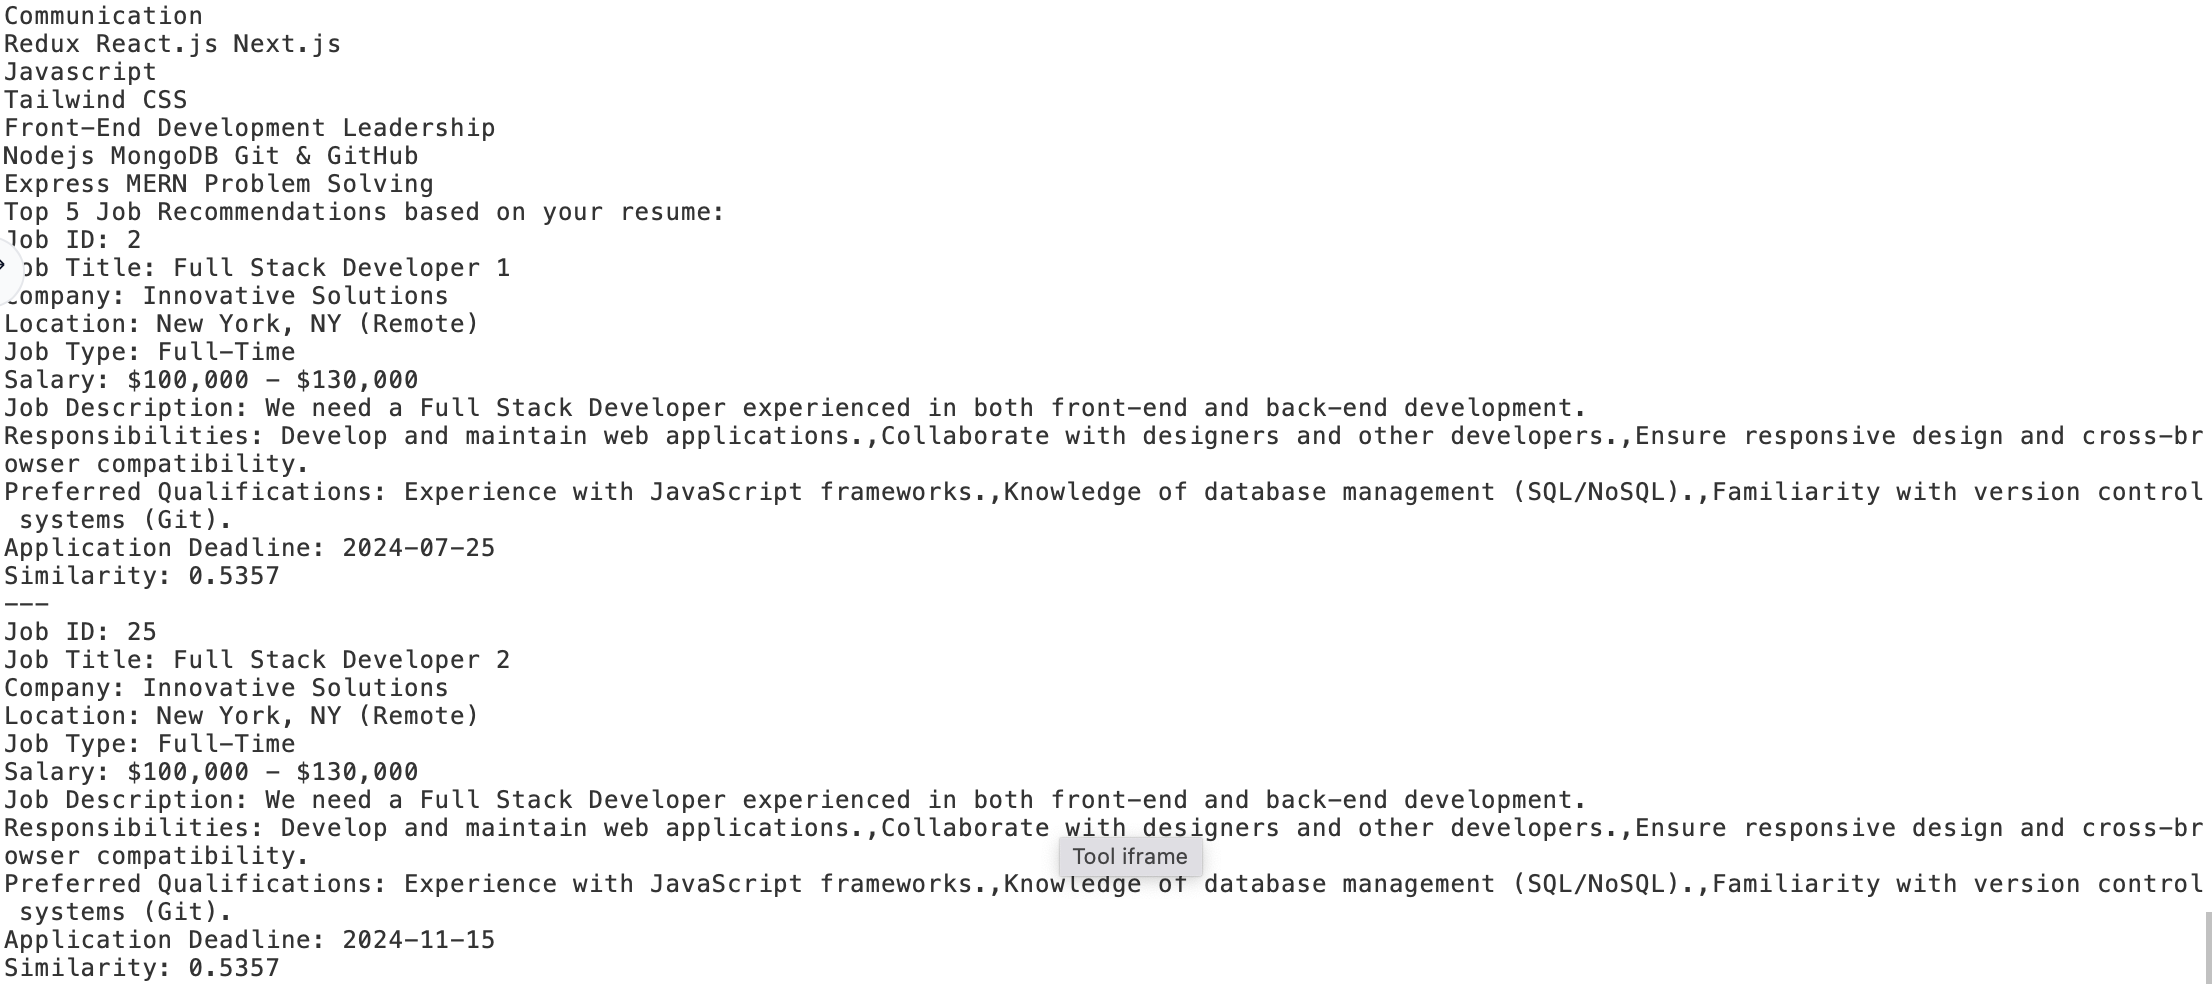 Communication
Redux React.js Next.js
Javascript
Tailwind CSS
Front-End Development Leadership
Nodejs MongoDB Git & GitHub
Express MERN Problem Solving
Top 5 Job Recommendations based on your resume:
Job ID: 2
Job Title: Full Stack Developer 1
Company: Innovative Solutions
Location: New York, NY (Remote)
Job Type: Full-Time
Salary: $100,000 - $130,000
Job Description: We need a Full Stack Developer experienced in both front-end and back-end development.
Responsibilities: Develop and maintain web applications.,Collaborate with designers and other developers.,Ensure responsive design and cross-br
owser compatibility.
Preferred Qualifications: Experience with JavaScript frameworks.,Knowledge of database management (SQL/NoSQL).,Familiarity with version control
 systems (Git).
Application Deadline: 2024-07-25
Similarity: 0.5357
---
Job ID: 25
Job Title: Full Stack Developer 2
Company: Innovative Solutions
Location: New York, NY (Remote)
Job Type: Full-Time
Salary: $100,000 - $130,000
Job Description: We need a Full Stack Developer experienced in both front-end and back-end development.
Responsibilities: Develop and maintain web applications.,Collaborate with designers and other developers.,Ensure responsive design and cross-br
owser compatibility.
Tool iframe
Preferred Qualifications: Experience with JavaScript frameworks.,Knowledge of database management (SQL/NoSQL).,Familiarity with version control
 systems (Git).
Application Deadline: 2024-11-15
Similarity: 0.5357